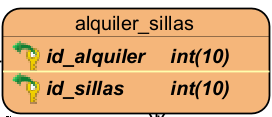 alquiler_sillas
id_alquiler int(10)
id_sillas int(10)